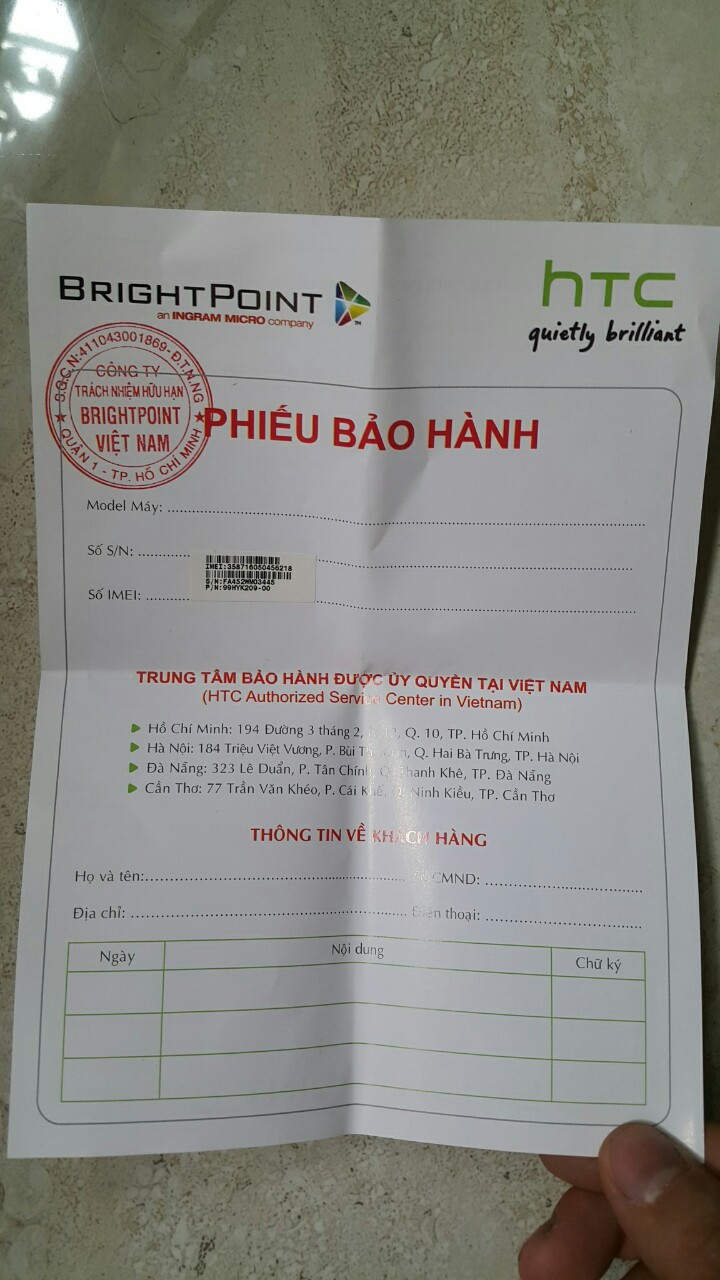 BRIGHTPOINT
an INGRAM MICRO company
TM
hTC
quietly brilliant
S.G.C.N:411043001869-Đ.T.N.NG
CÔNG TY
TRÁCH NHIỆM HỮU HẠN
BRIGHTPOINT
VIỆT NAM
QUẬN 1 - TP. HỒ CHÍ MINH
PHIẾU BẢO HÀNH
Model Máy:
Số S/N:
IMEI:358716050456218
S/N:FA452WM03445
P/N:99HYK209-00
Số IMEI:
TRUNG TÂM BẢO HÀNH ĐƯỢC ỦY QUYỀN TẠI VIỆT NAM
(HTC Authorized Service Center in Vietnam)
Hồ Chí Minh: 194 Đường 3 tháng 2, Q. 10, TP. Hồ Chí Minh
Hà Nội: 184 Triệu Việt Vương, P. Bùi Q. Hai Bà Trưng, TP. Hà Nội
Đà Nẵng: 323 Lê Duẩn, P. Tân Chính, Q. Thanh Khê, TP. Đà Nẵng
Cần Thơ: 77 Trần Văn Khéo, P. Cái Khế, Q. Ninh Kiều, TP. Cần Thơ
THÔNG TIN VỀ KHÁCH HÀNG
Họ và tên: CMND:
Địa chỉ: Điện thoại:
Ngày Nội dung Chữ ký